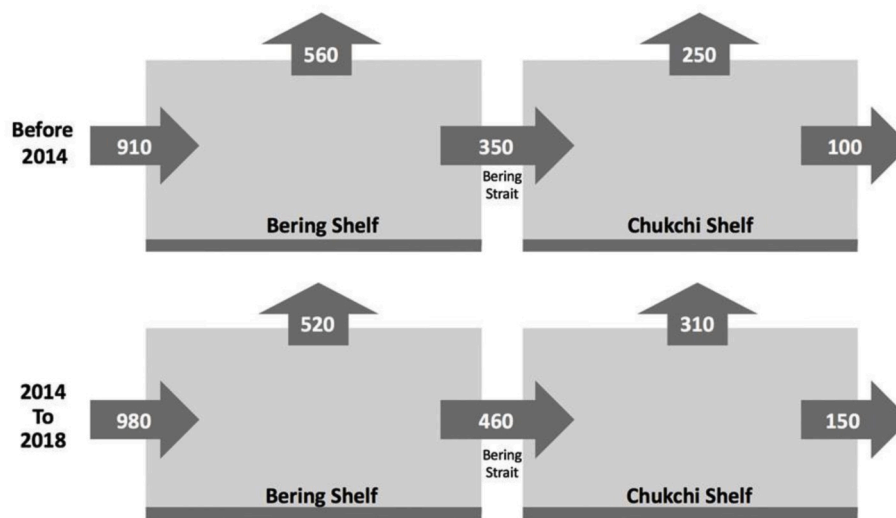 560
250
Before
2014
910
350
100
Bering
Strait
Bering Shelf
Chukchi Shelf
520
310
2014
To
2018
980
460
150
Bering
Strait
Bering Shelf
Chukchi Shelf